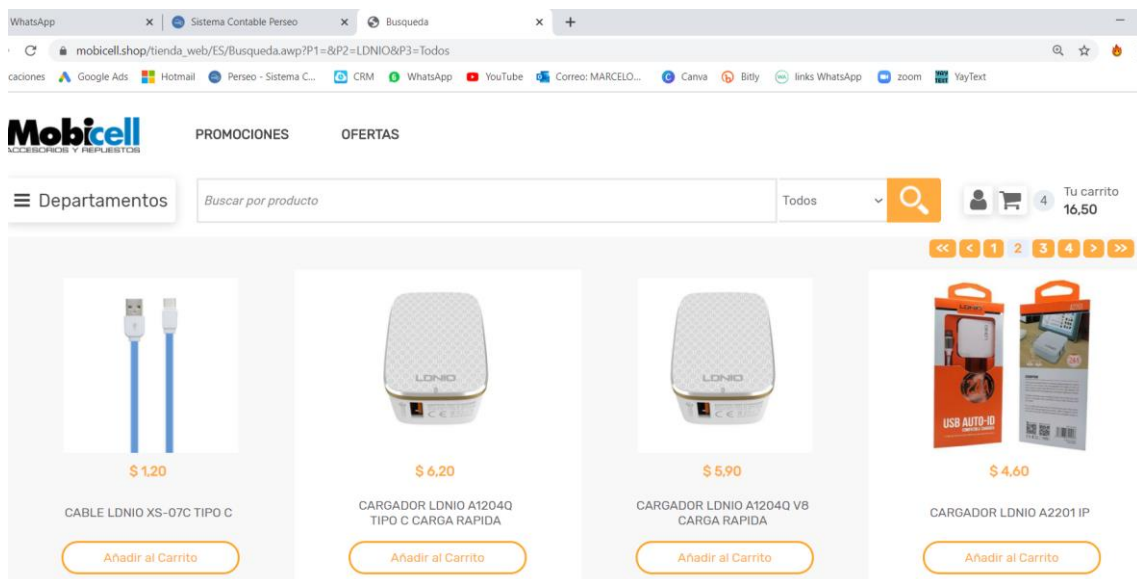 WhatsApp
Sistema Contable Perseo
Busqueda
mobicell.shop/tienda_web/ES/Busqueda.awp?P1=&P2=LDNIO&P3=Todos
caciones
Google Ads
Hotmail
Perseo - Sistema C...
CRM
WhatsApp
YouTube
Correo: MARCELO...
Canva
Bitly
links WhatsApp
zoom
YAY TEXT
YayText
Mobicell
ACCESORIOS Y REPUESTOS
PROMOCIONES
OFERTAS
Departamentos
Buscar por producto
Todos
4
Tu carrito
16,50
<< < 1 2 3 4 > >>
LDNIO
LDNIO
LDNIO
USB AUTO-ID
$ 1,20
$ 6,20
$ 5,90
$ 4,60
CABLE LDNIO XS-07C TIPO C
CARGADOR LDNIO A1204Q
TIPO C CARGA RAPIDA
CARGADOR LDNIO A1204Q V8
CARGA RAPIDA
CARGADOR LDNIO A2201 IP
Añadir al Carrito
Añadir al Carrito
Añadir al Carrito
Añadir al Carrito